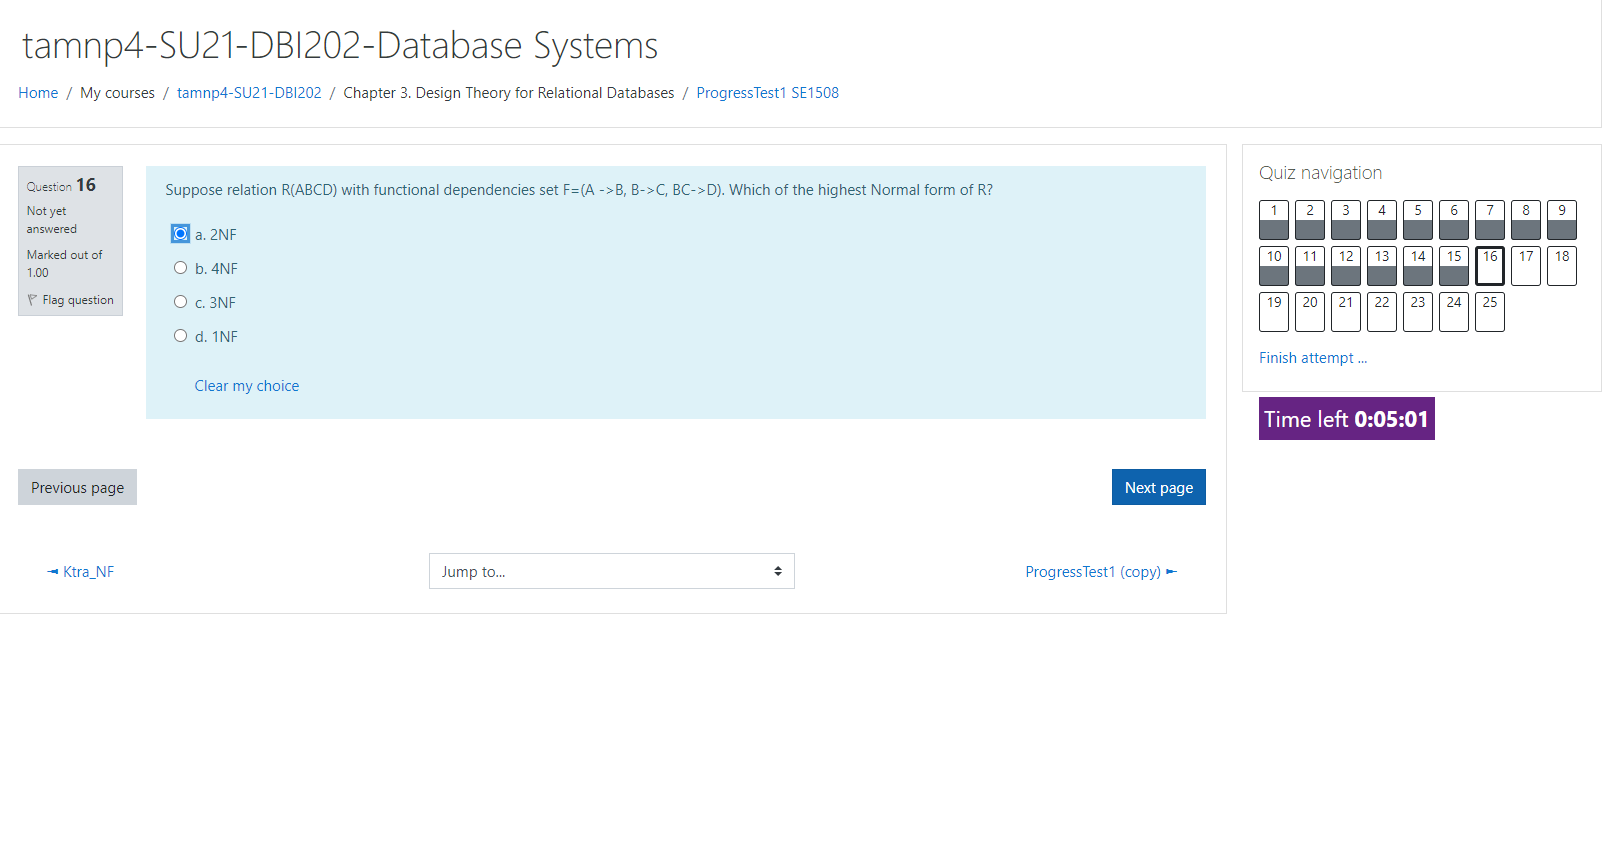 tamnp4-SU21-DBI202-Database Systems
Home / My courses / tamnp4-SU21-DBI202 / Chapter 3. Design Theory for Relational Databases / ProgressTest1 SE1508
Question 16
Not yet
answered
Marked out of
1.00
Flag question
Suppose relation R(ABCD) with functional dependencies set F=(A ->B, B->C, BC->D). Which of the highest Normal form of R?
a. 2NF
b. 4NF
c. 3NF
d. 1NF
Clear my choice
Previous page
Next page
◄ Ktra_NF
Jump to...
ProgressTest1 (copy) ►
Quiz navigation
1 2 3 4 5 6 7 8 9
10 11 12 13 14 15 16 17 18
19 20 21 22 23 24 25
Finish attempt ...
Time left 0:05:01